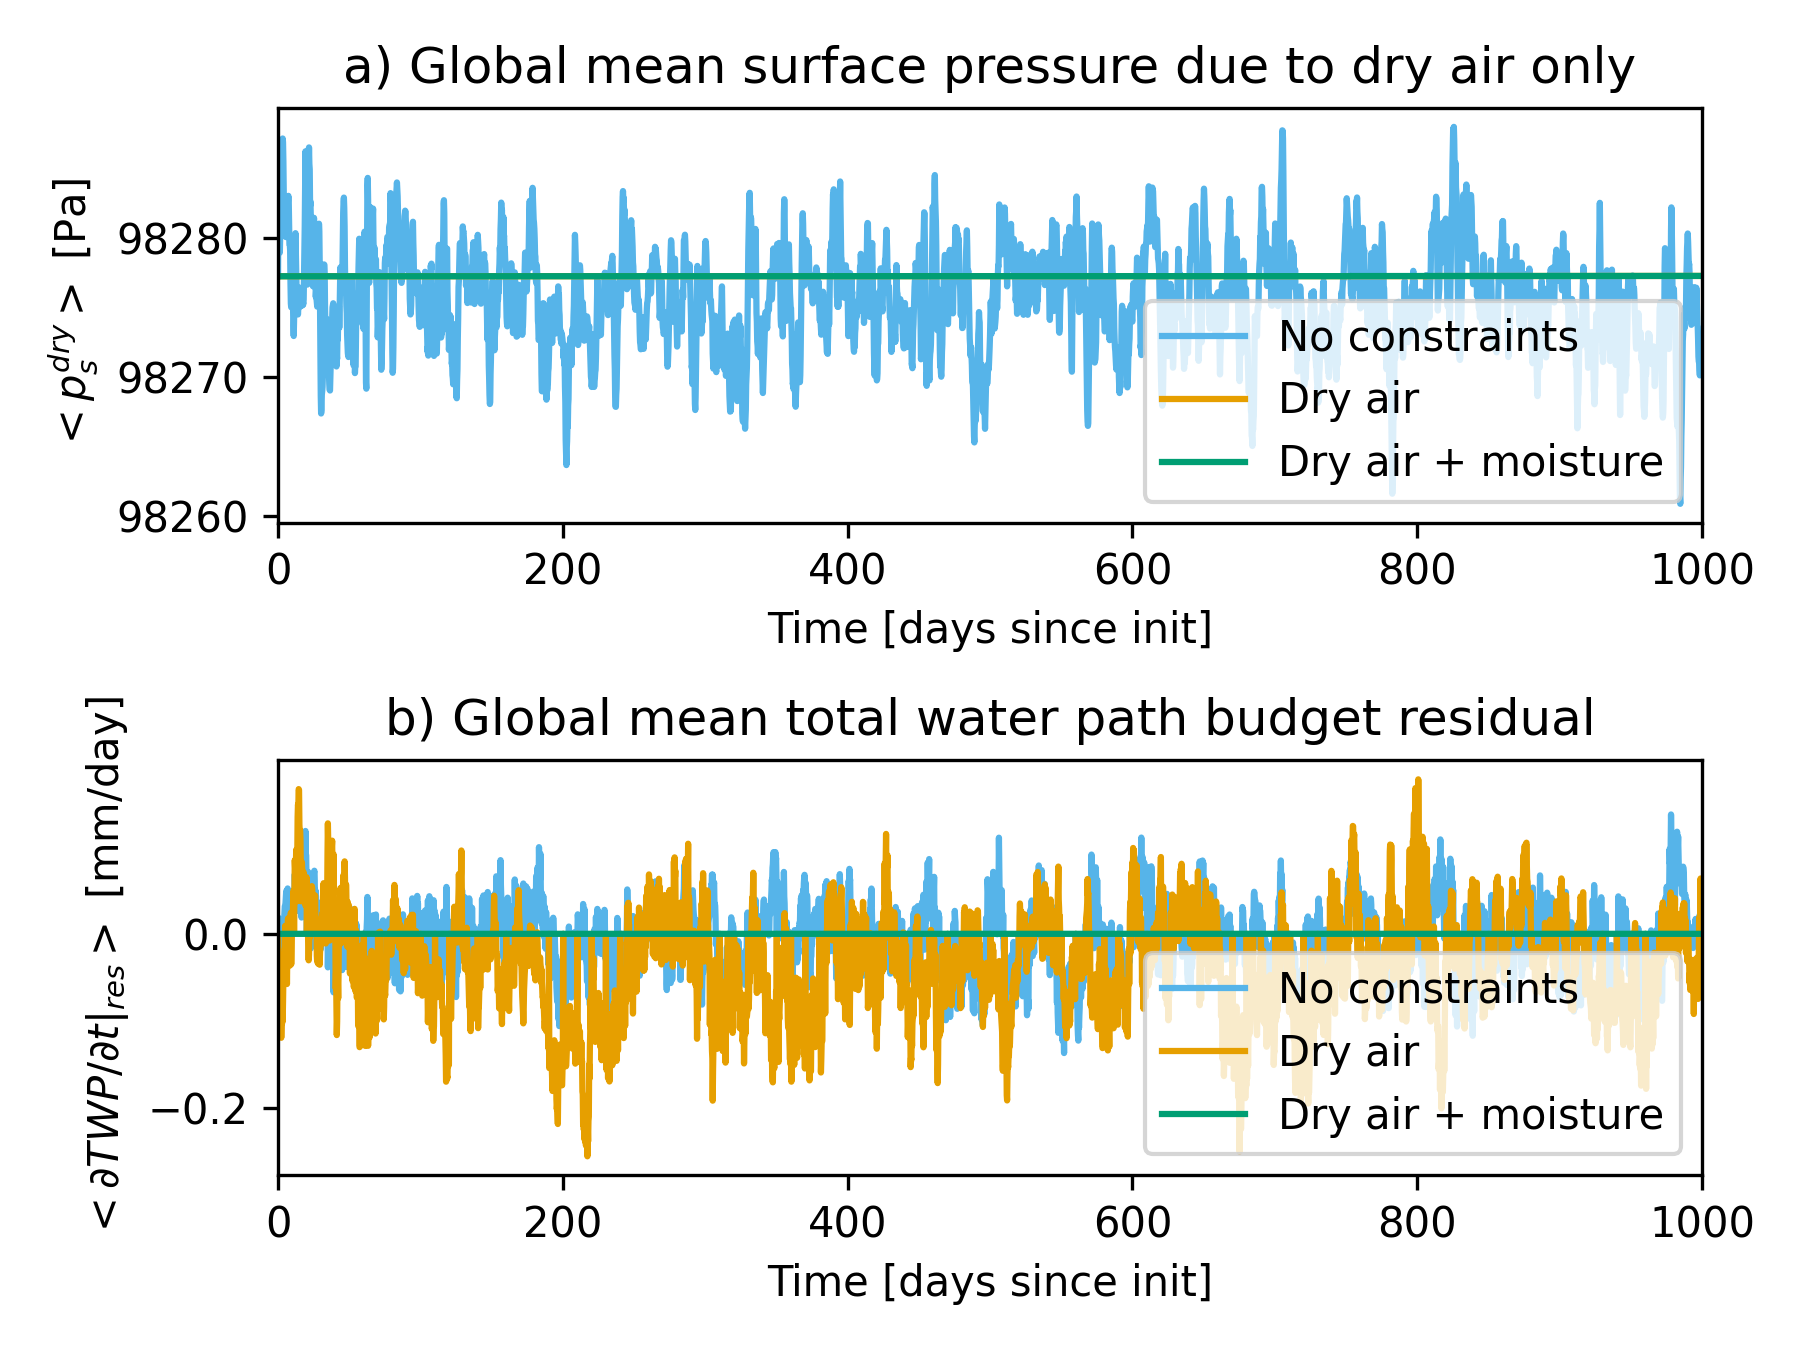 a) Global mean surface pressure due to dry air only
< p_s^{dry} > [Pa]
98280
98270
98260
No constraints
Dry air
Dry air + moisture
0 200 400 600 800 1000
Time [days since init]
b) Global mean total water path budget residual
< ∂TWP/∂t|_{res} > [mm/day]
0.0
−0.2
No constraints
Dry air
Dry air + moisture
0 200 400 600 800 1000
Time [days since init]